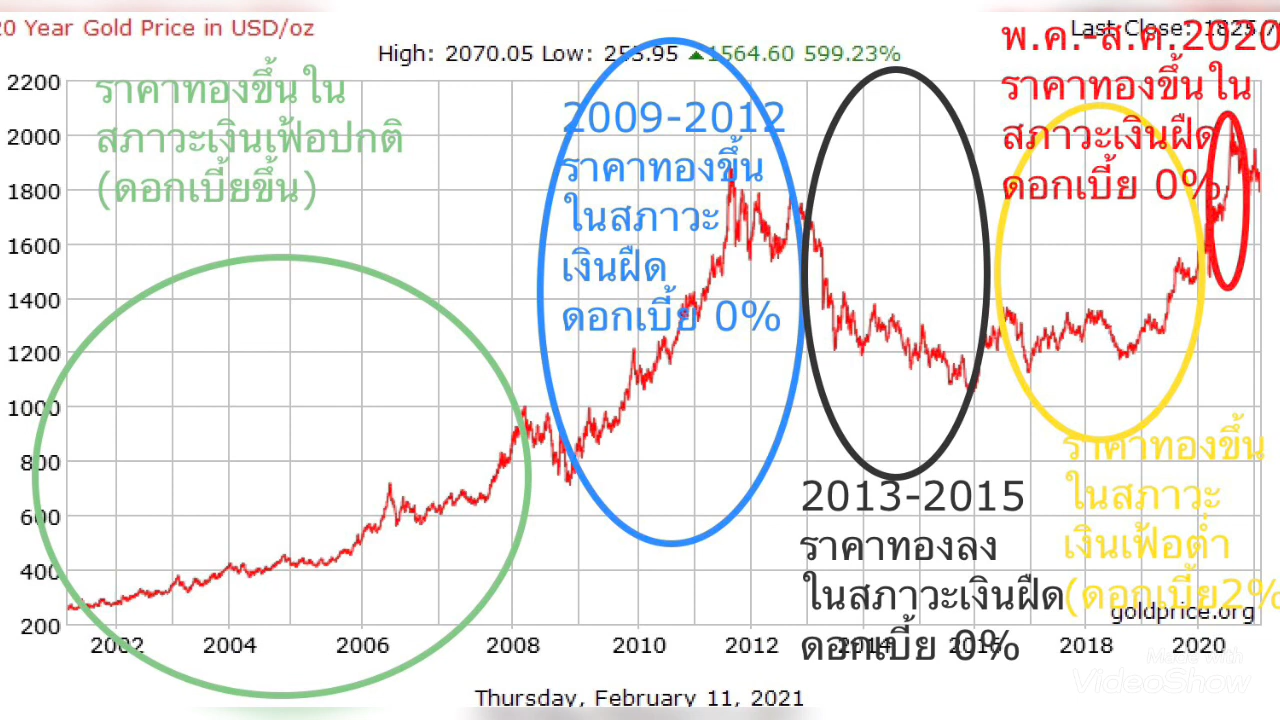 20 Year Gold Price in USD/oz
Last Close: 1825.7
High: 2070.05 Low: 255.95 ▲1564.60 599.23%
ราคาทองขึ้นใน
สภาวะเงินเฟ้อปกติ
(ดอกเบี้ยขึ้น)
2009-2012
ราคาทองขึ้น
ในสภาวะ
เงินฝืด
ดอกเบี้ย 0%
พ.ค.-ส.ค.2020
ราคาทองขึ้นใน
สภาวะเงินฝืด
ดอกเบี้ย 0%
2013-2015
ราคาทองลง
ในสภาวะเงินฝืด
ดอกเบี้ย 0%
ราคาทองขึ้น
ในสภาวะ
เงินเฟ้อต่ำ
(ดอกเบี้ย2%
2200
2000
1800
1600
1400
1200
1000
800
600
400
200
goldprice.org
2002 2004 2006 2008 2010 2012 2014 2016 2018 2020
Thursday, February 11, 2021
Made with
VideoShow